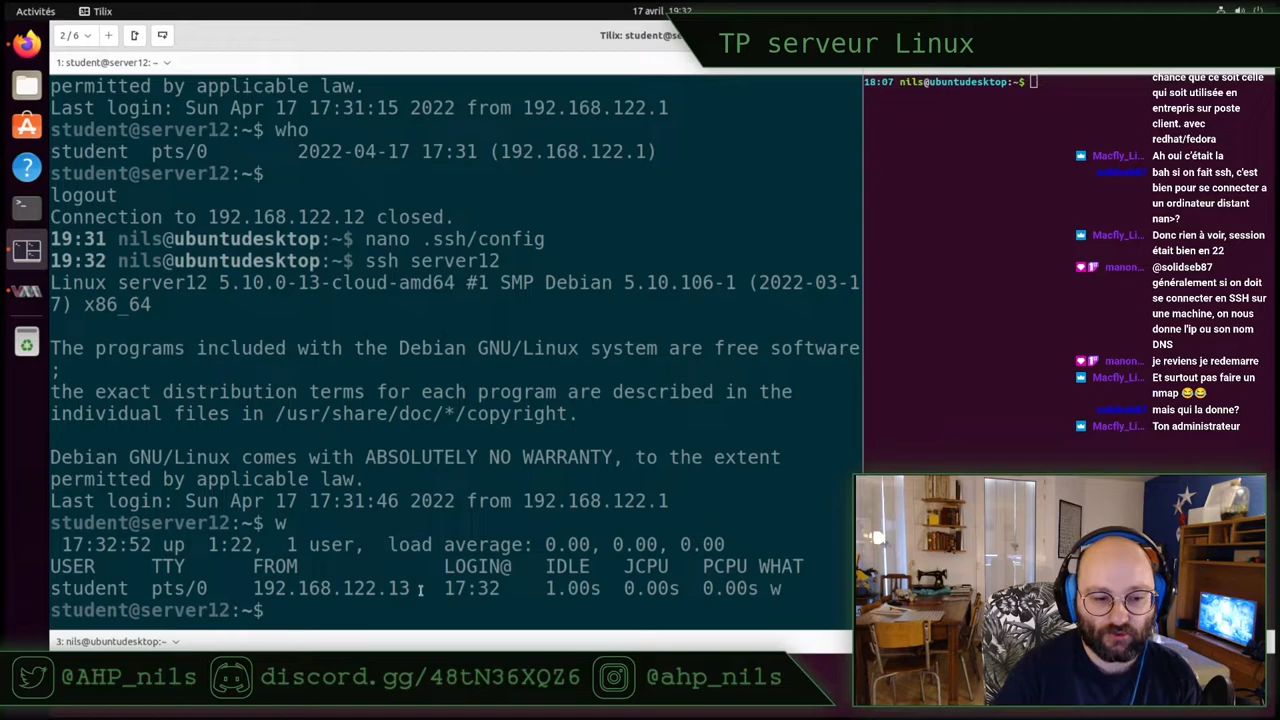 Activités
Tilix
17 avril 19:32
2/6
Tilix: student@se
TP serveur Linux
1: student@server12: ~
permitted by applicable law.
Last login: Sun Apr 17 17:31:15 2022 from 192.168.122.1
student@server12:~$ who
student  pts/0        2022-04-17 17:31 (192.168.122.1)
student@server12:~$
logout
Connection to 192.168.122.12 closed.
19:31 nils@ubuntudesktop:~$ nano .ssh/config
19:32 nils@ubuntudesktop:~$ ssh server12
Linux server12 5.10.0-13-cloud-amd64 #1 SMP Debian 5.10.106-1 (2022-03-1
7) x86_64
The programs included with the Debian GNU/Linux system are free software
;
the exact distribution terms for each program are described in the
individual files in /usr/share/doc/*/copyright.
Debian GNU/Linux comes with ABSOLUTELY NO WARRANTY, to the extent
permitted by applicable law.
Last login: Sun Apr 17 17:31:46 2022 from 192.168.122.1
student@server12:~$ w
17:32:52 up  1:22,  1 user,  load average: 0.00, 0.00, 0.00
USER     TTY      FROM             LOGIN@   IDLE   JCPU   PCPU WHAT
student  pts/0    192.168.122.13   17:32    1.00s  0.00s  0.00s w
student@server12:~$
3: nils@ubuntudesktop:~
18:07 nils@ubuntudesktop:~$
chance que ce soit celle
qui soit utilisée en
entrepris sur poste
client. avec
redhat/fedora
Macfly_Li... Ah oui c'était la
solidseb87 bah si on fait ssh, c'est
bien pour se connecter a
un ordinateur distant
nan>?
Macfly_Li... Donc rien à voir, session
était bien en 22
manon... @solidseb87
généralement si on doit
se connecter en SSH sur
une machine, on nous
donne l'ip ou son nom
DNS
manon... je reviens je redemarre
Macfly_Li... Et surtout pas faire un
nmap 😂😂
solidseb87 mais qui la donne?
Macfly_Li... Ton administrateur
@AHP_nils
discord.gg/48tN36XQZ6
@ahp_nils